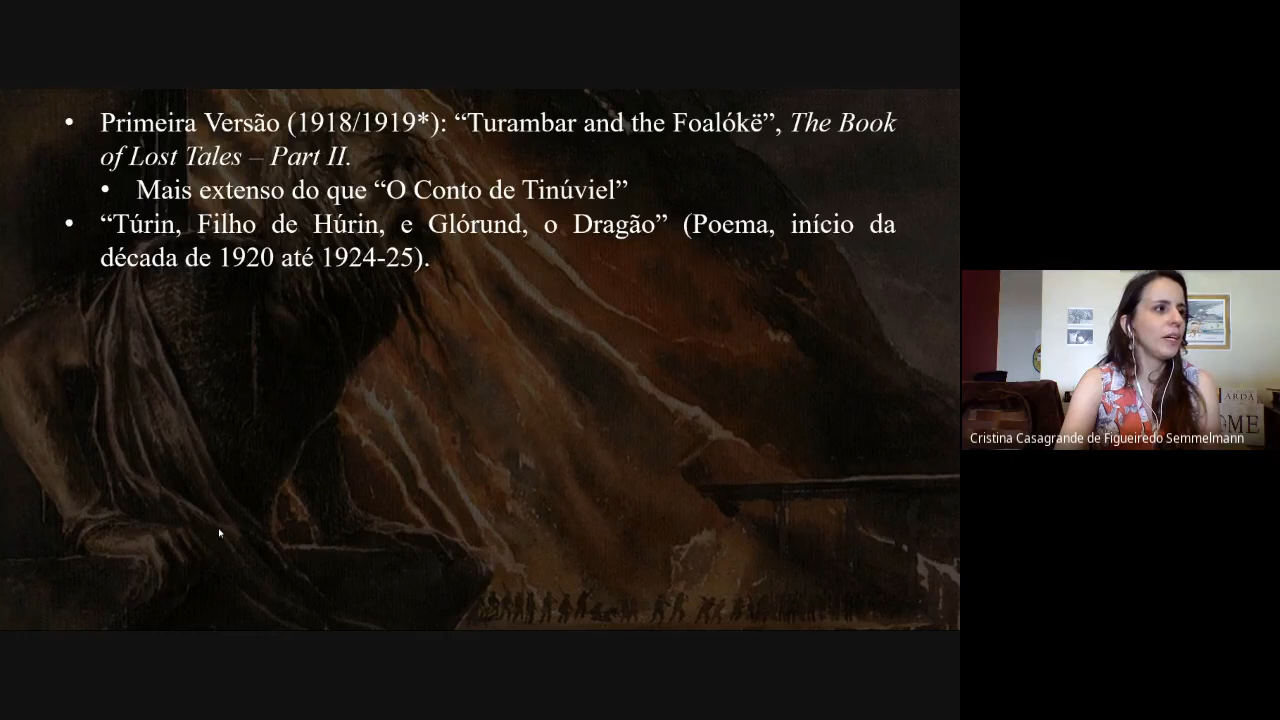 • Primeira Versão (1918/1919*): “Turambar and the Foalókë”, The Book
of Lost Tales – Part II.
• Mais extenso do que “O Conto de Tinúviel”
• “Túrin, Filho de Húrin, e Glórund, o Dragão” (Poema, início da
década de 1920 até 1924-25).
ARDA
OME
Cristina Casagrande de Figueiredo Semmelmann